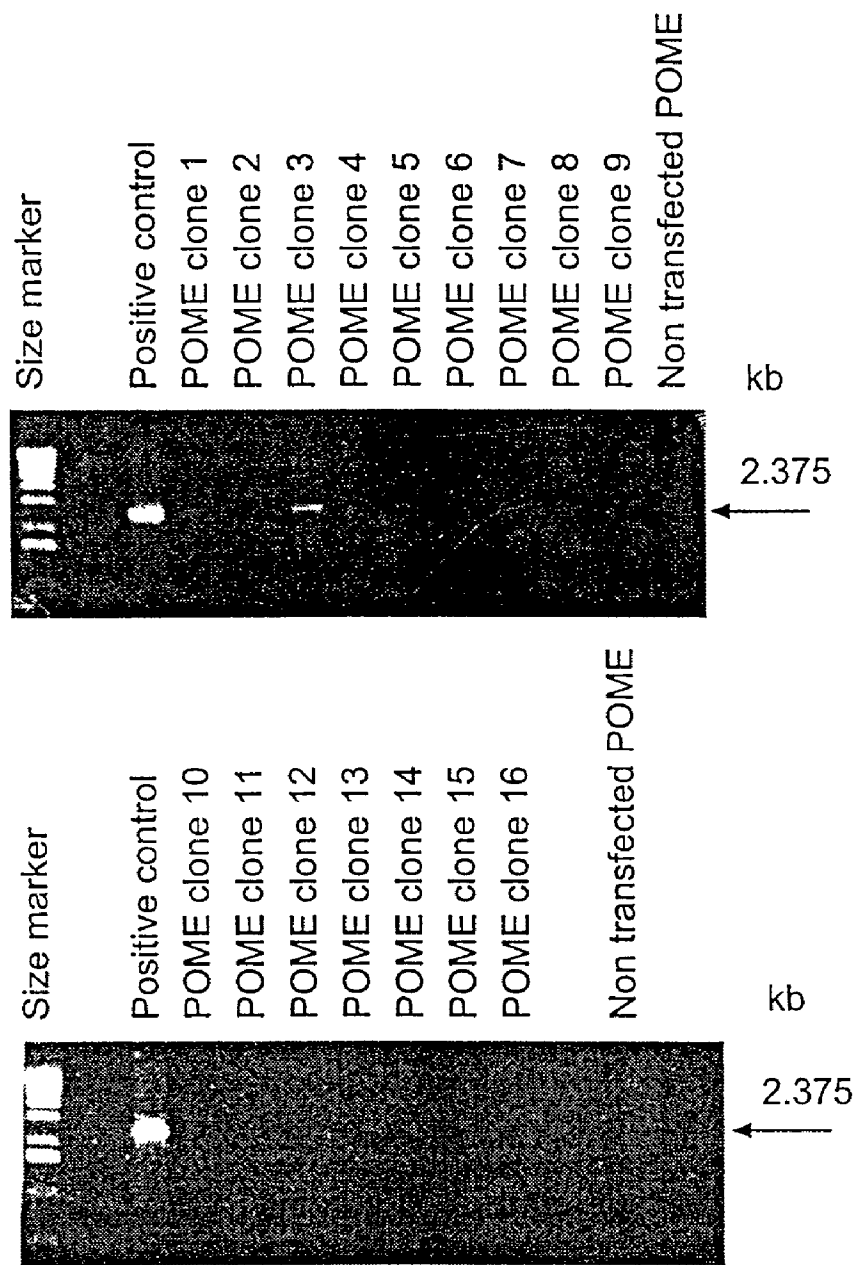 Size marker
Positive control
POME clone 1
POME clone 2
POME clone 3
POME clone 4
POME clone 5
POME clone 6
POME clone 7
POME clone 8
POME clone 9
Non transfected POME
kb
2.375
Size marker
Positive control
POME clone 10
POME clone 11
POME clone 12
POME clone 13
POME clone 14
POME clone 15
POME clone 16
Non transfected POME
kb
2.375